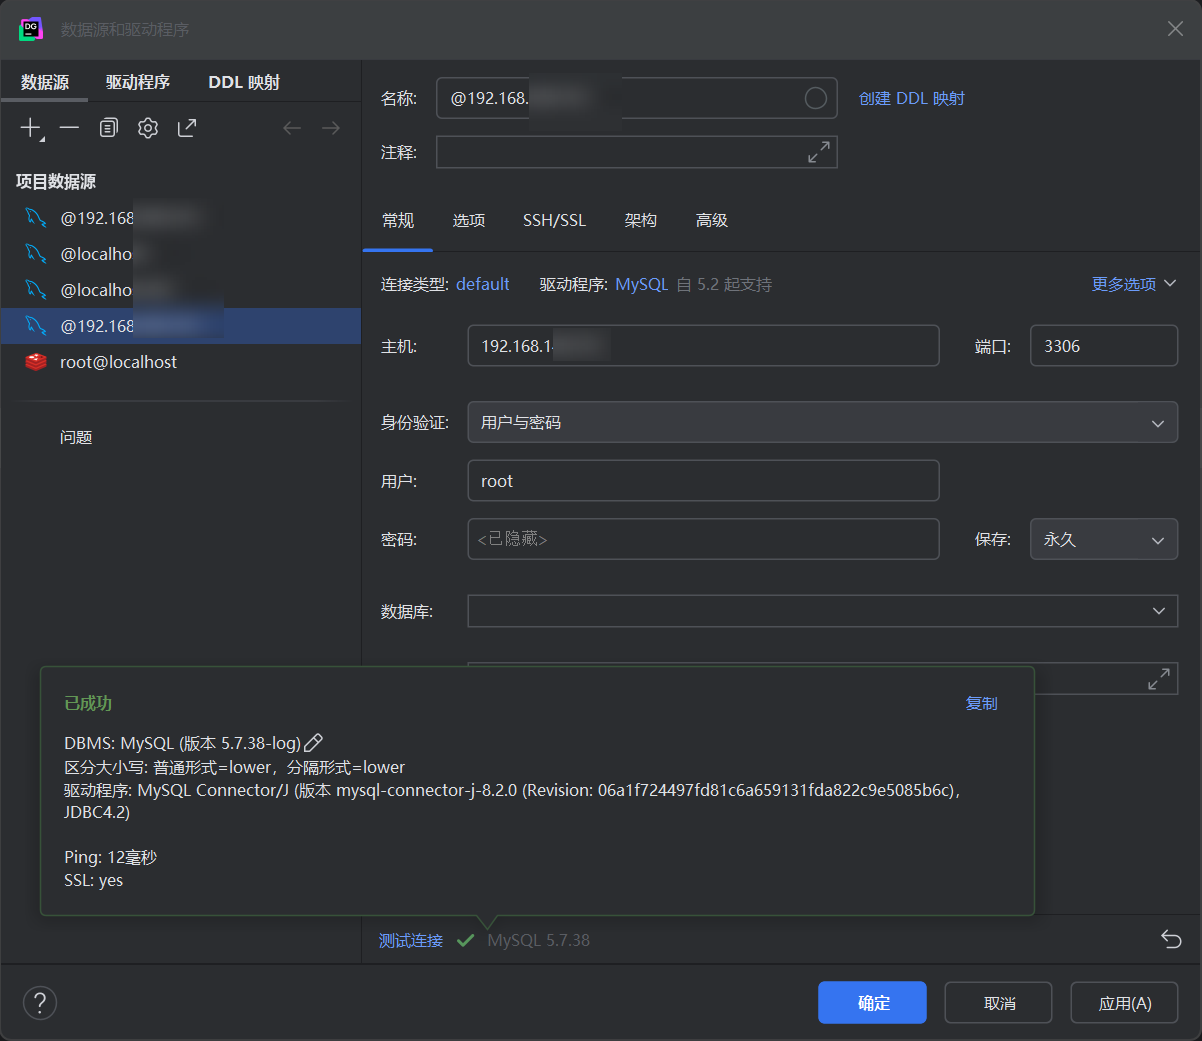 DG
数据源和驱动程序
数据源 驱动程序 DDL 映射
项目数据源
@192.168
@localho
@localho
@192.168
root@localhost
问题
名称: @192.168. 创建 DDL 映射
注释:
常规 选项 SSH/SSL 架构 高级
连接类型: default 驱动程序: MySQL 自 5.2 起支持 更多选项
主机: 192.168.1 端口: 3306
身份验证: 用户与密码
用户: root
密码: <已隐藏> 保存: 永久
数据库:
已成功 复制
DBMS: MySQL (版本 5.7.38-log)
区分大小写: 普通形式=lower，分隔形式=lower
驱动程序: MySQL Connector/J (版本 mysql-connector-j-8.2.0 (Revision: 06a1f724497fd81c6a659131fda822c9e5085b6c)，
JDBC4.2)
Ping: 12毫秒
SSL: yes
测试连接 MySQL 5.7.38
? 确定 取消 应用(A)